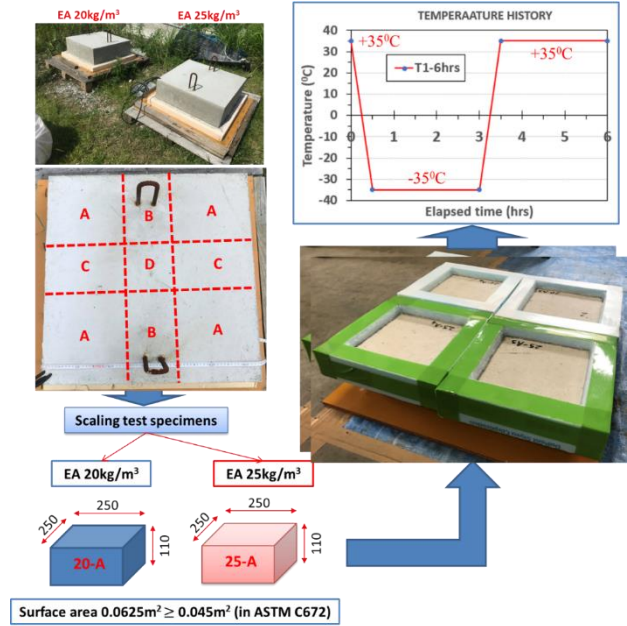 EA 20kg/m³
EA 25kg/m³
TEMPERAATURE HISTORY
Temperature (⁰C)
40
30
20
10
0
-10
-20
-30
-40
+35⁰C
T1-6hrs
+35⁰C
-35⁰C
0
1
2
3
4
5
6
Elapsed time (hrs)
A
B
A
C
D
C
A
B
A
Scaling test specimens
EA 20kg/m³
EA 25kg/m³
250
250
110
20-A
250
250
110
25-A
Surface area 0.0625m² ≥ 0.045m² (in ASTM C672)